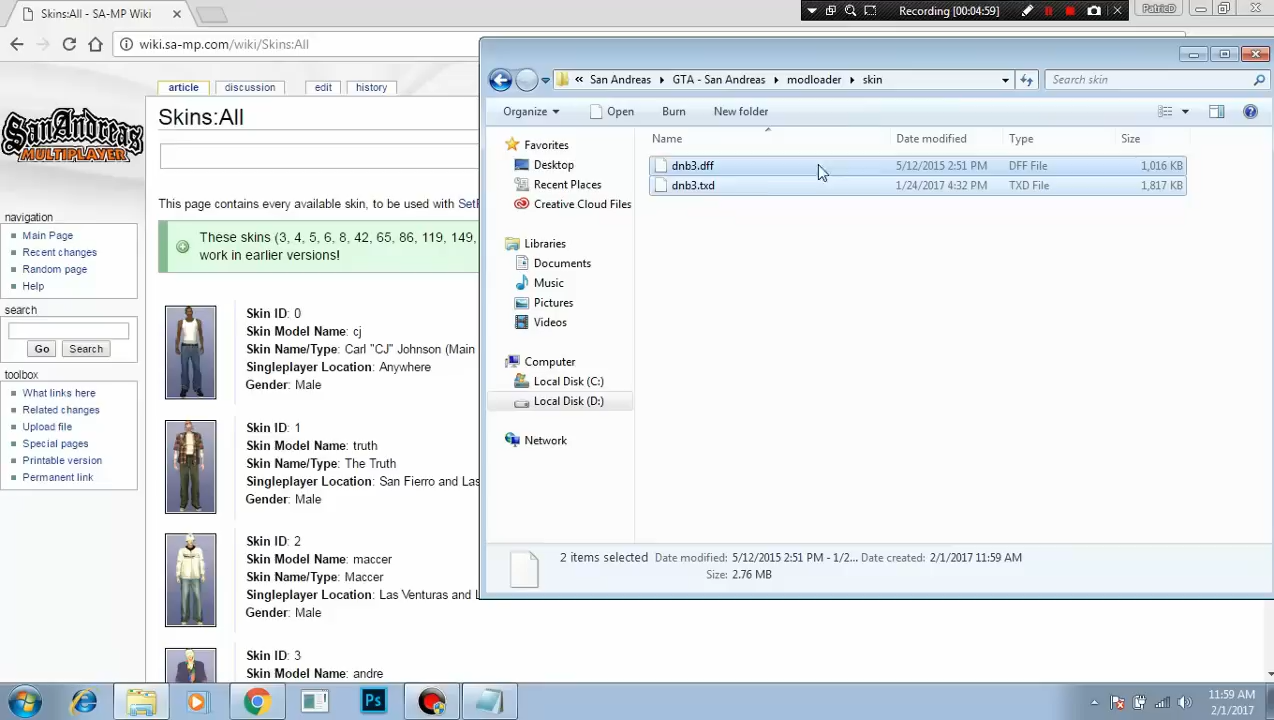 Skins:All - SA-MP Wiki
Recording [00:04:59]
PatricD
wiki.sa-mp.com/wiki/Skins:All
« San Andreas GTA - San Andreas modloader skin
Search skin
article discussion edit history
Organize Open Burn New folder
SanAndreas
MULTIPLAYER
Skins:All
Name Date modified Type Size
Favorites
Desktop
Recent Places
Creative Cloud Files
Libraries
Documents
Music
Pictures
Videos
Computer
Local Disk (C:)
Local Disk (D:)
Network
dnb3.dff 5/12/2015 2:51 PM DFF File 1,016 KB
dnb3.txd 1/24/2017 4:32 PM TXD File 1,817 KB
2 items selected Date modified: 5/12/2015 2:51 PM - 1/2... Date created: 2/1/2017 11:59 AM
Size: 2.76 MB
navigation
Main Page
Recent changes
Random page
Help
search
Go Search
toolbox
What links here
Related changes
Upload file
Special pages
Printable version
Permanent link
This page contains every available skin, to be used with
These skins (3, 4, 5, 6, 8, 42, 65, 86, 119, 149,
work in earlier versions!
Skin ID: 0
Skin Model Name: cj
Skin Name/Type: Carl "CJ" Johnson (Main
Singleplayer Location: Anywhere
Gender: Male
Skin ID: 1
Skin Model Name: truth
Skin Name/Type: The Truth
Singleplayer Location: San Fierro and Las
Gender: Male
Skin ID: 2
Skin Model Name: maccer
Skin Name/Type: Maccer
Singleplayer Location: Las Venturas and
Gender: Male
Skin ID: 3
Skin Model Name: andre
Ps
11:59 AM
2/1/2017